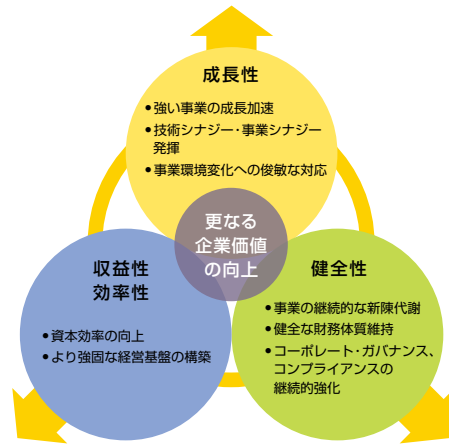 成長性
•強い事業の成長加速
•技術シナジー・事業シナジー
発揮
•事業環境変化への俊敏な対応
更なる
企業価値
の向上
収益性
効率性
•資本効率の向上
•より強固な経営基盤の構築
健全性
•事業の継続的な新陳代謝
•健全な財務体質維持
•コーポレート・ガバナンス、
コンプライアンスの
継続的強化